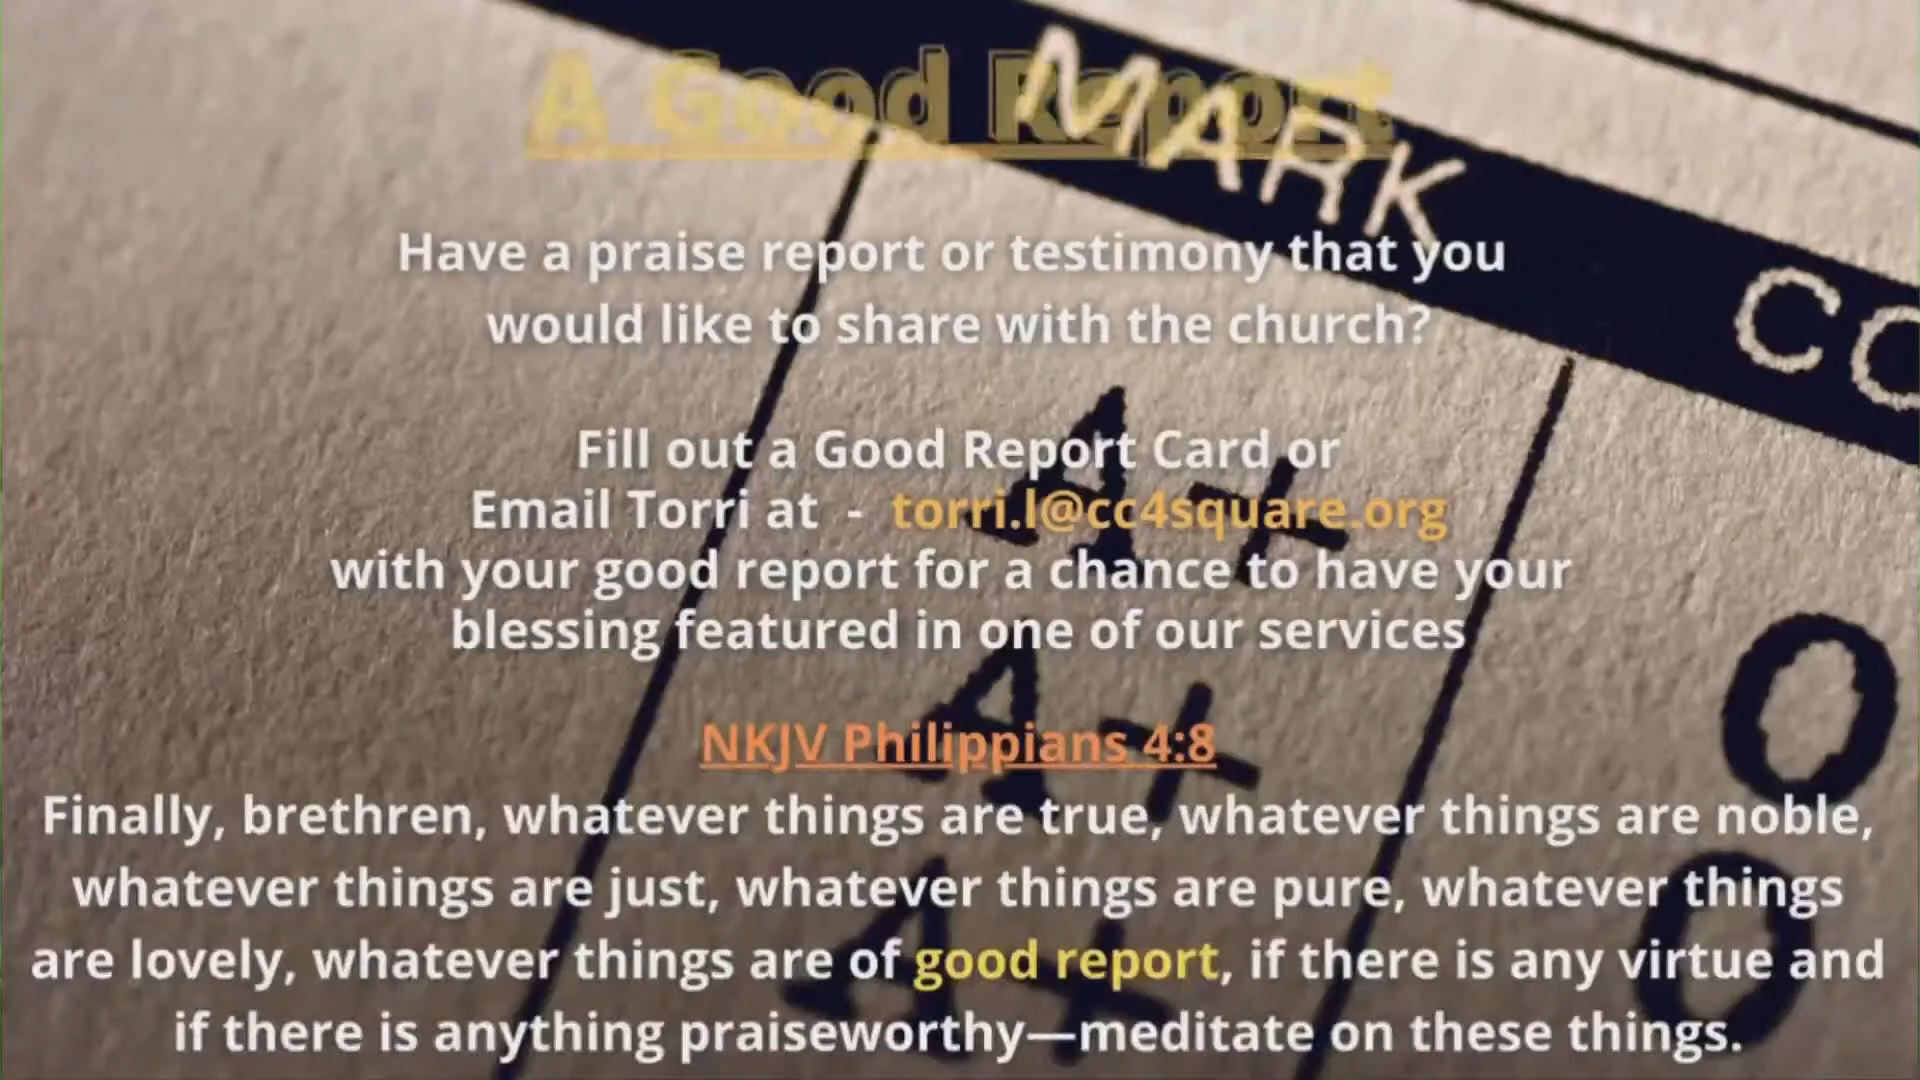 A Good Report
MARK
CO
Have a praise report or testimony that you
would like to share with the church?
A+
Fill out a Good Report Card or
Email Torri at - torri.l@cc4square.org
with your good report for a chance to have your
blessing featured in one of our services
A+
O
NKJV Philippians 4:8
Finally, brethren, whatever things are true, whatever things are noble,
whatever things are just, whatever things are pure, whatever things
A+
O
are lovely, whatever things are of good report, if there is any virtue and
if there is anything praiseworthy—meditate on these things.